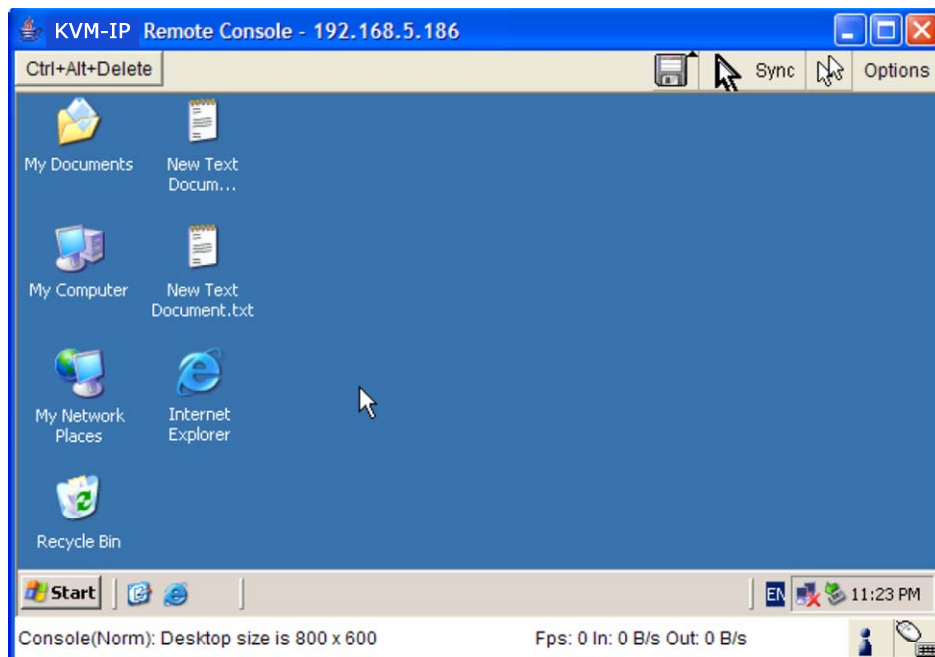 KVM-IP Remote Console - 192.168.5.186
Ctrl+Alt+Delete Sync Options
My Documents
New Text
Docum...
My Computer
New Text
Document.txt
My Network
Places
Internet
Explorer
Recycle Bin
Start EN 11:23 PM
Console(Norm): Desktop size is 800 x 600 Fps: 0 In: 0 B/s Out: 0 B/s